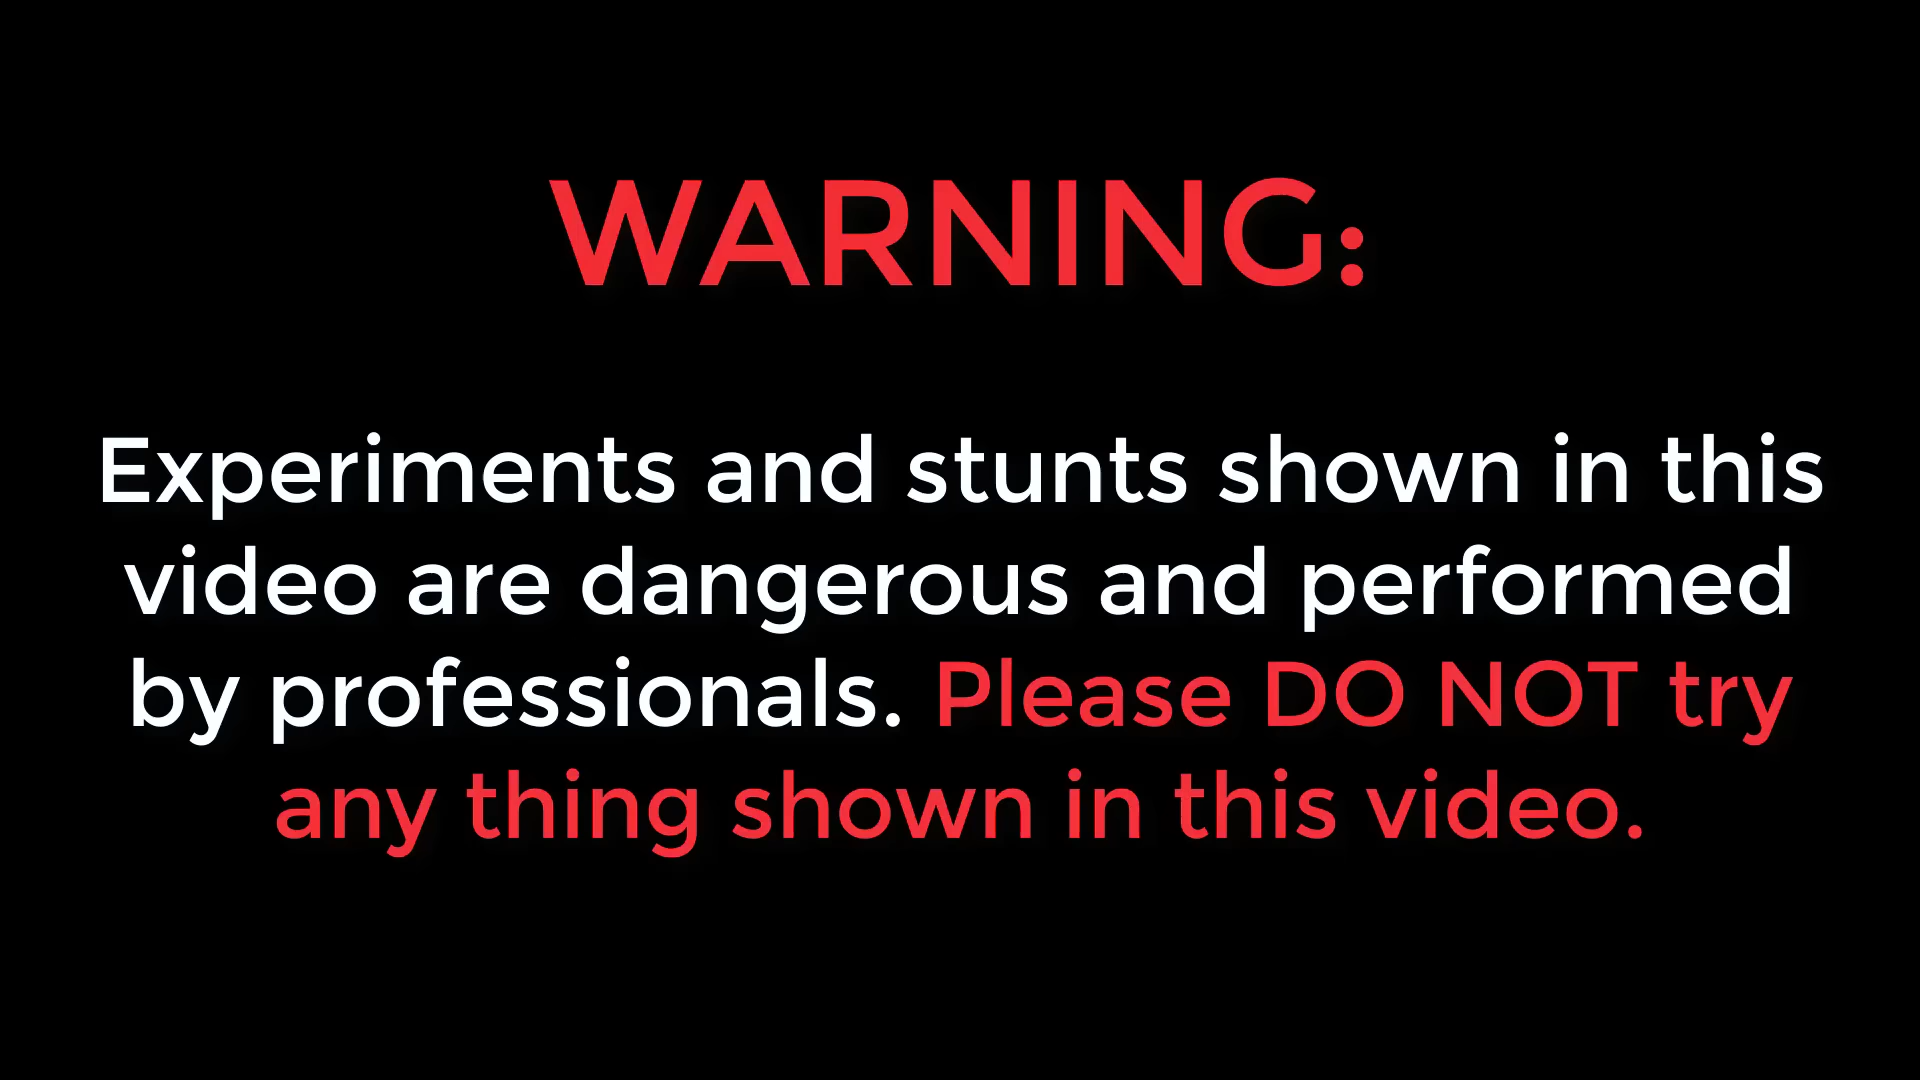 WARNING:
Experiments and stunts shown in this
video are dangerous and performed
by professionals. Please DO NOT try
any thing shown in this video.